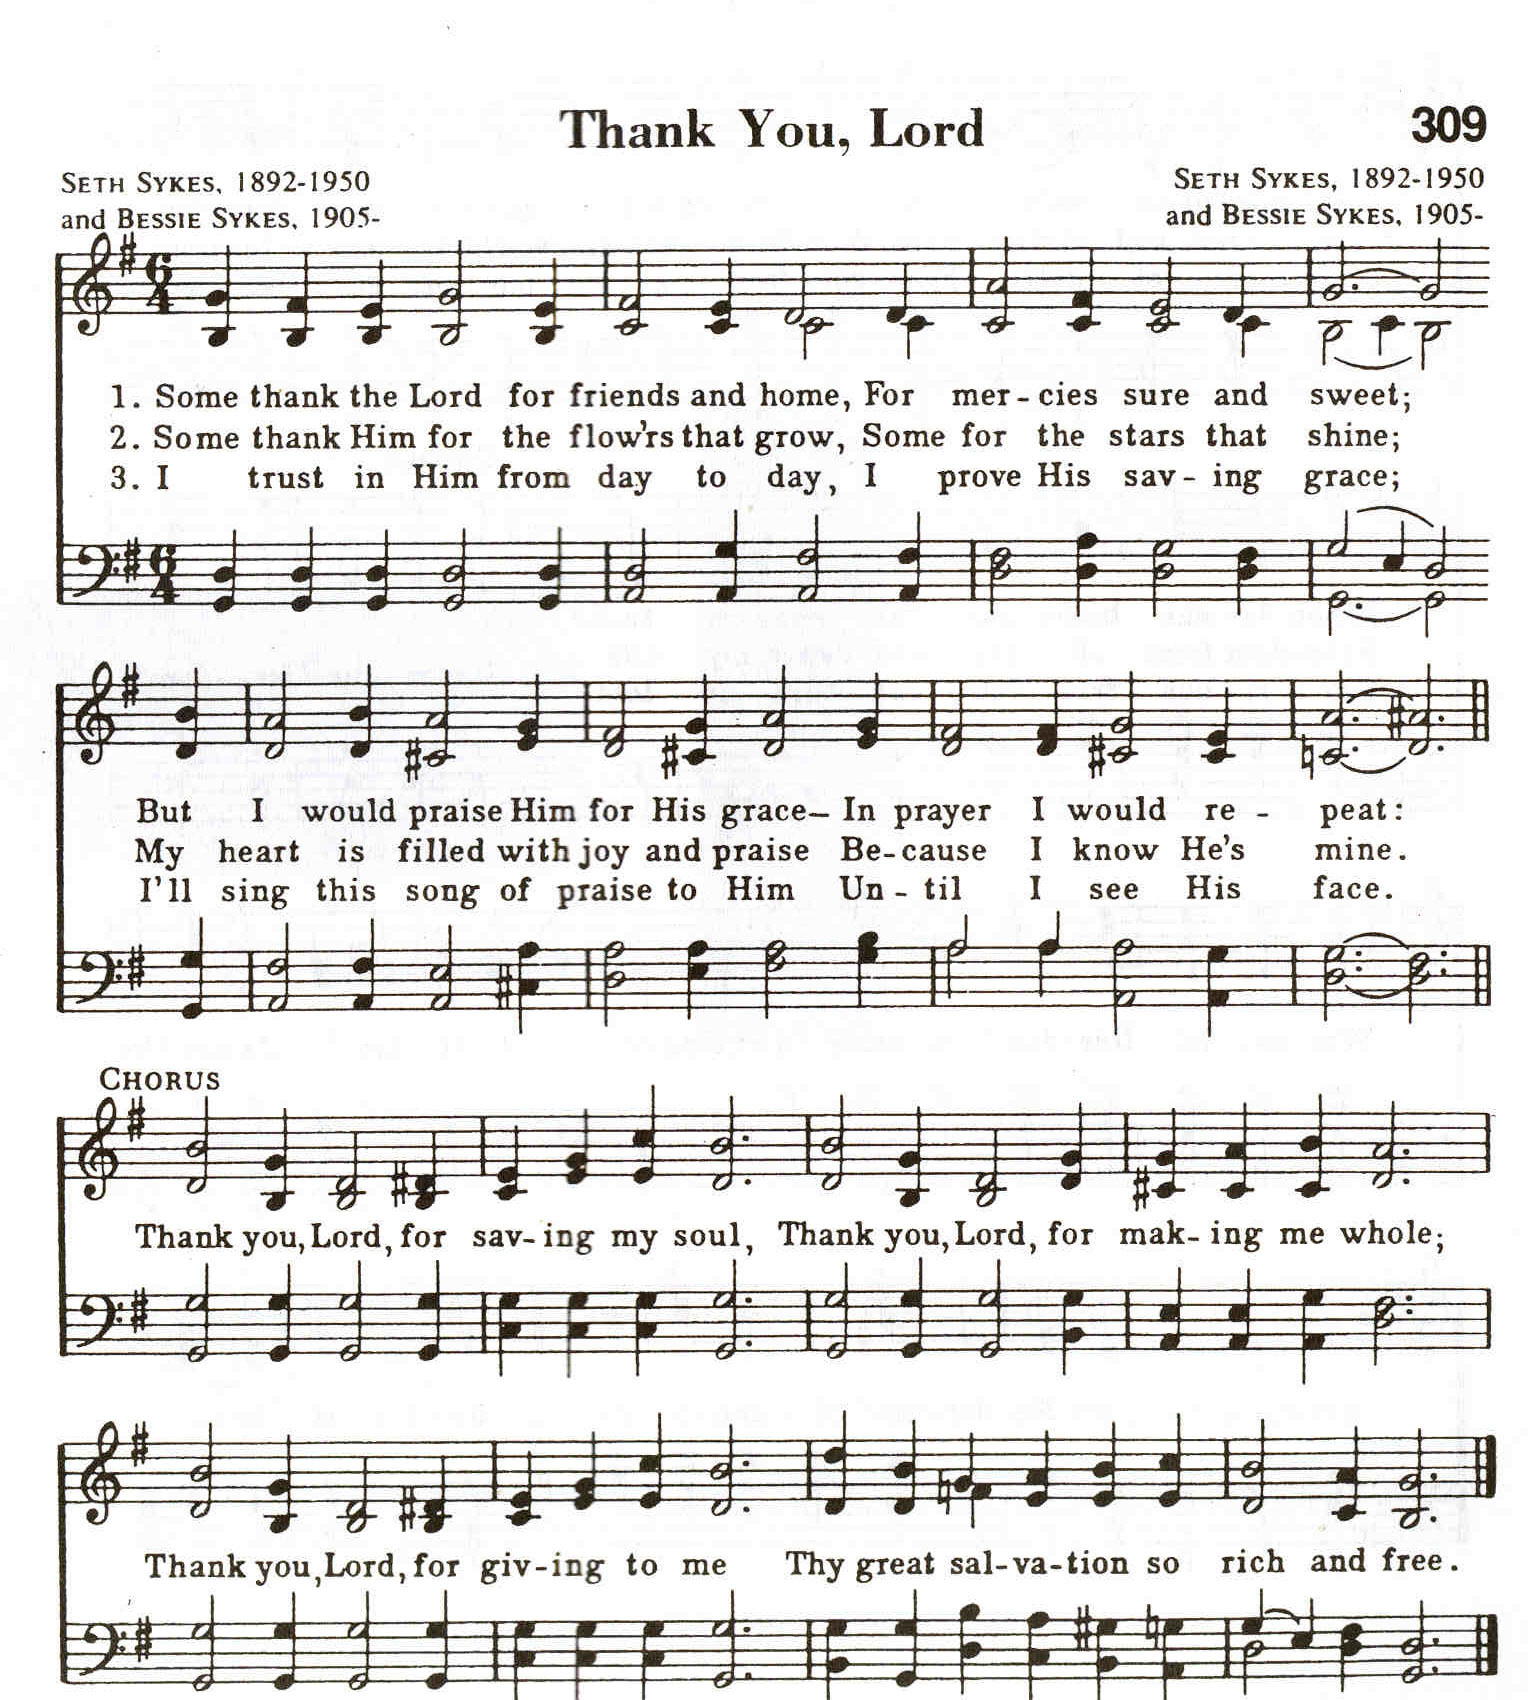 Thank You, Lord
309
SETH SYKES, 1892-1950
and BESSIE SYKES, 1905-
SETH SYKES, 1892-1950
and BESSIE SYKES, 1905-
6
4
1. Some thank the Lord for friends and home, For mer-cies sure and sweet;
2. Some thank Him for the flow'rs that grow, Some for the stars that shine;
3. I trust in Him from day to day, I prove His sav-ing grace;
6
4
But I would praise Him for His grace— In prayer I would re-peat:
My heart is filled with joy and praise Be-cause I know He's mine.
I'll sing this song of praise to Him Un-til I see His face.
CHORUS
Thank you, Lord, for sav-ing my soul, Thank you, Lord, for mak-ing me whole;
Thank you, Lord, for giv-ing to me Thy great sal-va-tion so rich and free.